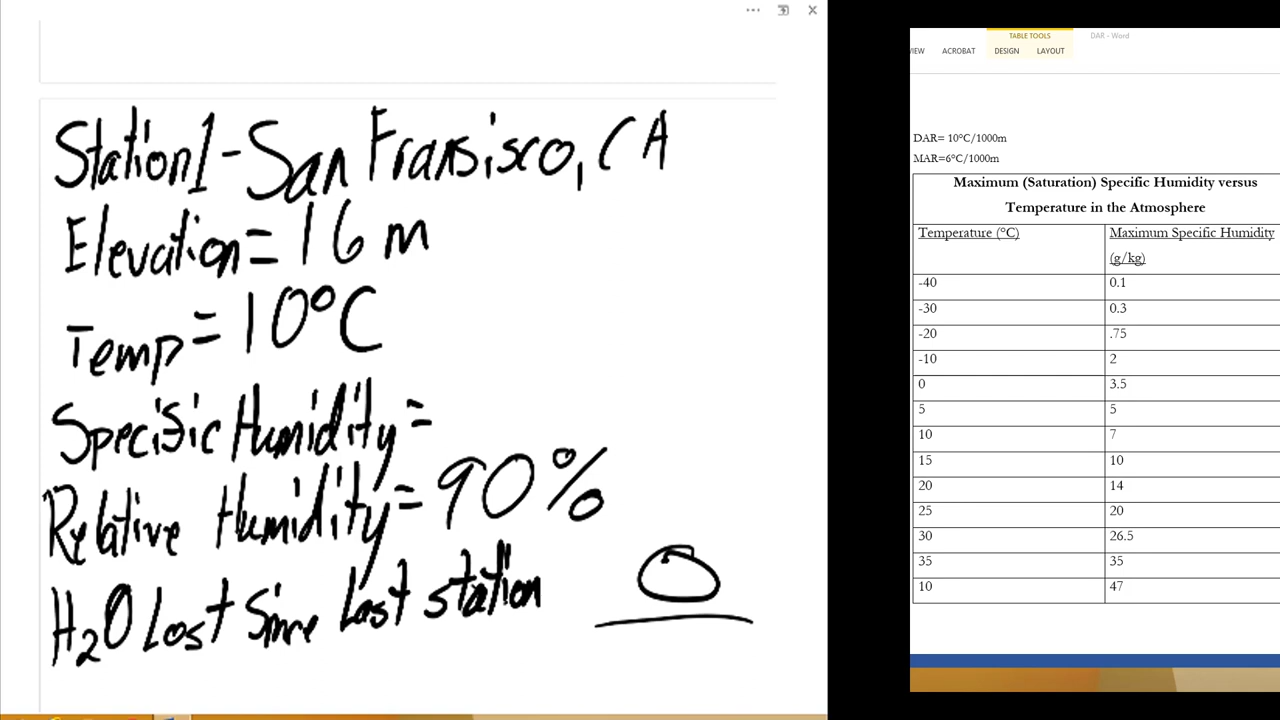 Station 1 - San Fransisco, CA
Elevation = 16 m
Temp = 10°C
Specific Humidity =
Relative Humidity = 90%
H₂O Lost Since Last station 0
TABLE TOOLS
DAR - Word
IEW ACROBAT DESIGN LAYOUT
DAR= 10°C/1000m
MAR=6°C/1000m
Maximum (Saturation) Specific Humidity versus
Temperature in the Atmosphere
Temperature (°C) Maximum Specific Humidity
(g/kg)
-40 0.1
-30 0.3
-20 .75
-10 2
0 3.5
5 5
10 7
15 10
20 14
25 20
30 26.5
35 35
10 47